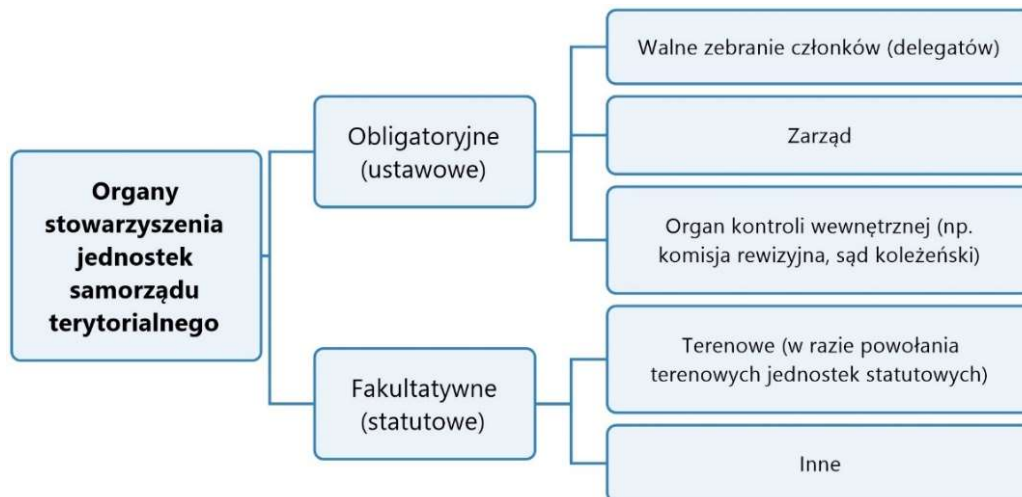 Organy
stowarzyszenia
jednostek
samorządu
terytorialnego
Obligatoryjne
(ustawowe)
Walne zebranie członków (delegatów)
Zarząd
Organ kontroli wewnętrznej (np.
komisja rewizyjna, sąd koleżeński)
Fakultatywne
(statutowe)
Terenowe (w razie powołania
terenowych jednostek statutowych)
Inne